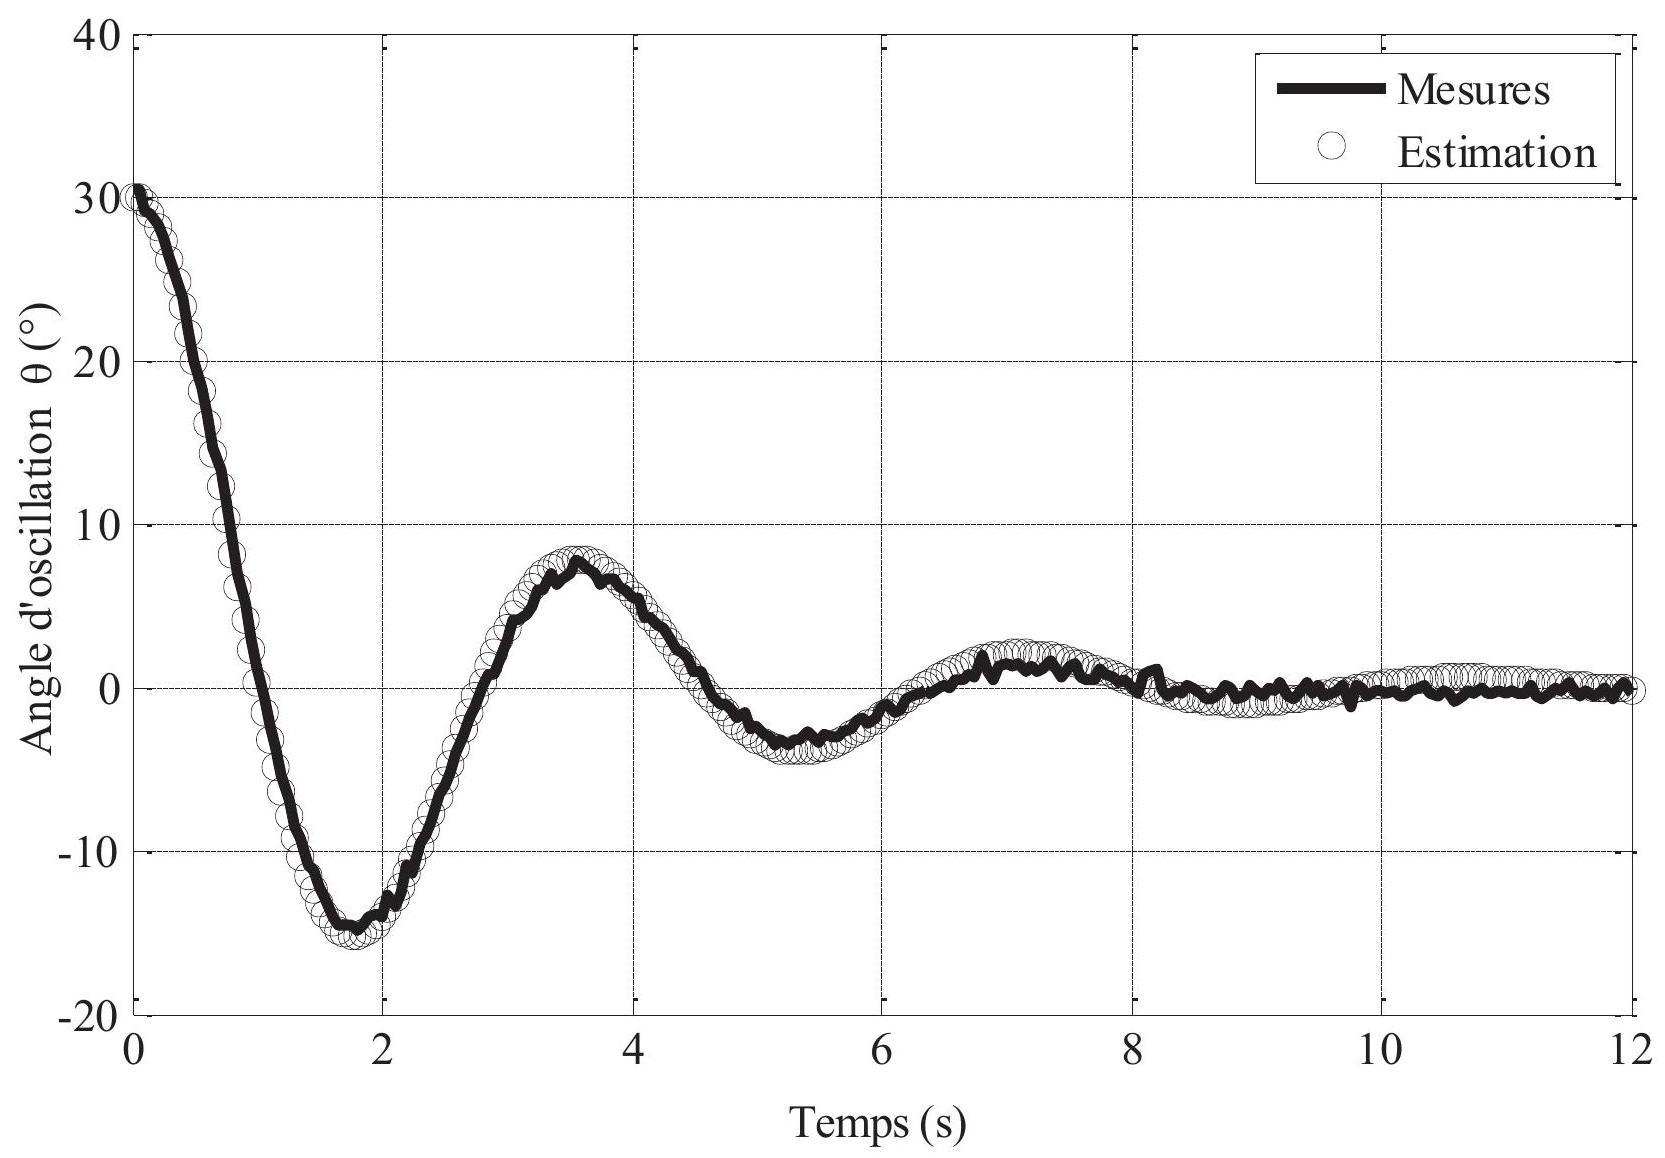 40
30
20
10
0
-10
-20
0 2 4 6 8 10 12
Angle d'oscillation θ (°)
Temps (s)
Mesures
Estimation